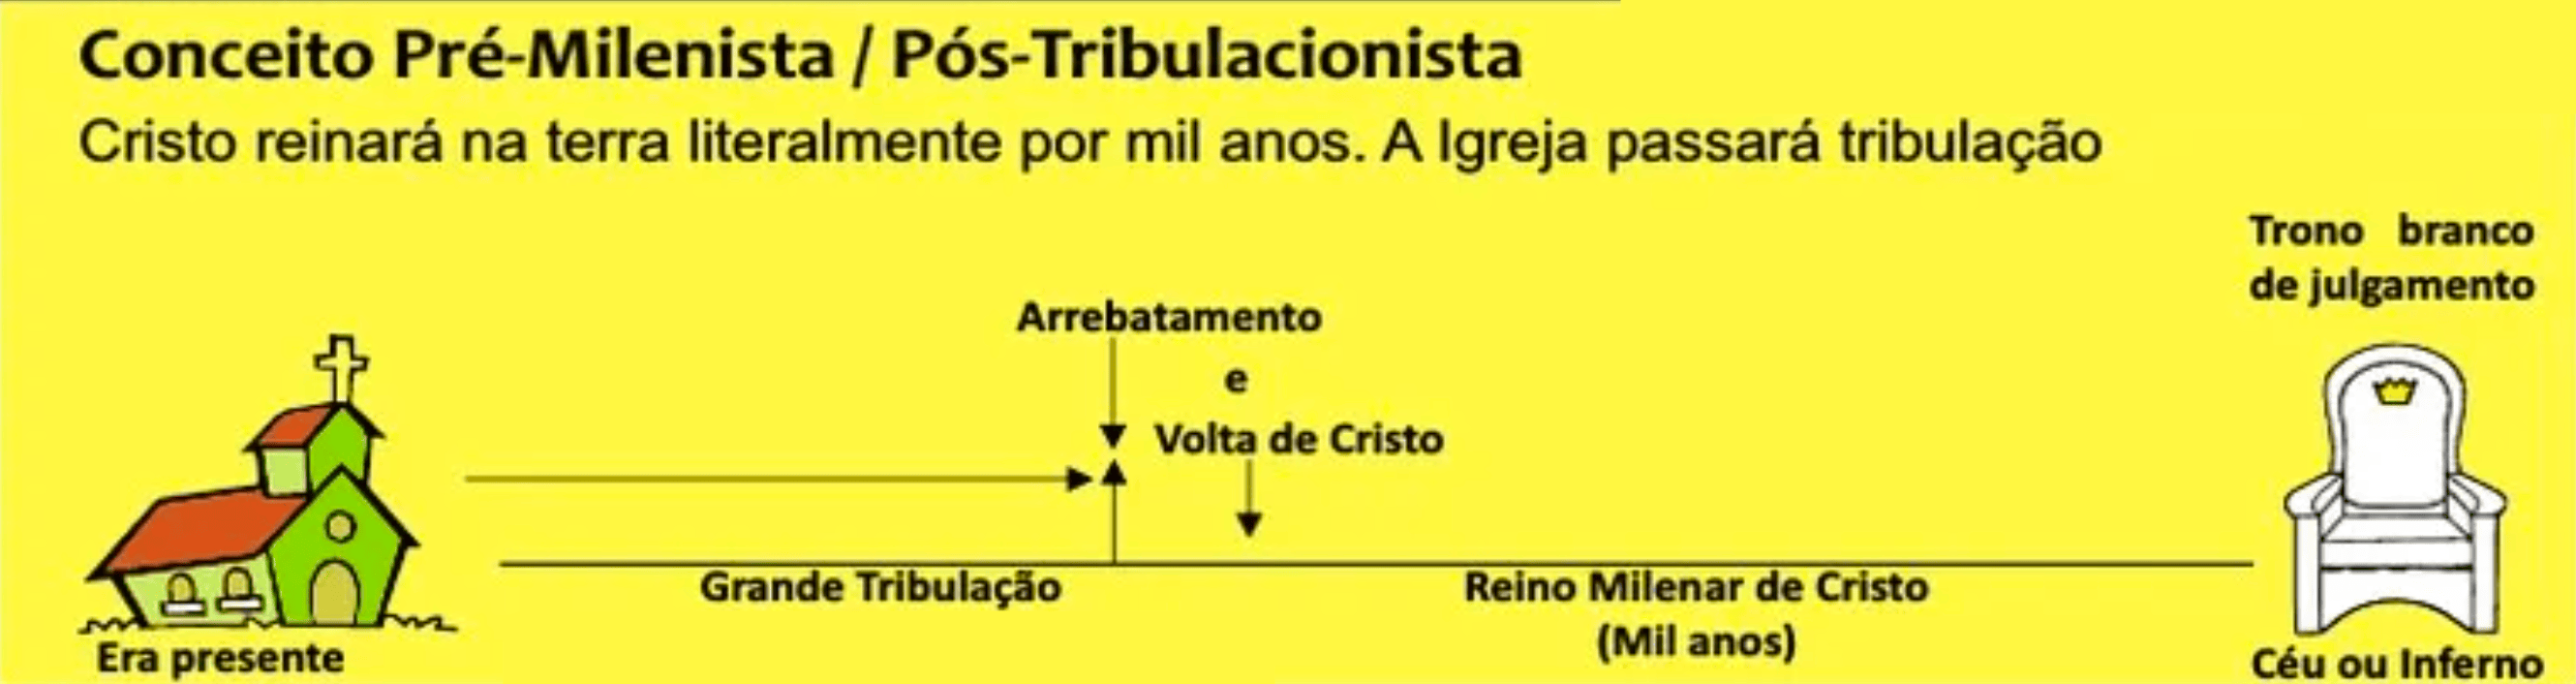 Conceito Pré-Milenista / Pós-Tribulacionista
Cristo reinará na terra literalmente por mil anos. A Igreja passará tribulação
Trono branco
de julgamento
Arrebatamento
e
Volta de Cristo
Grande Tribulação
Reino Milenar de Cristo
(Mil anos)
Era presente
Céu ou Inferno